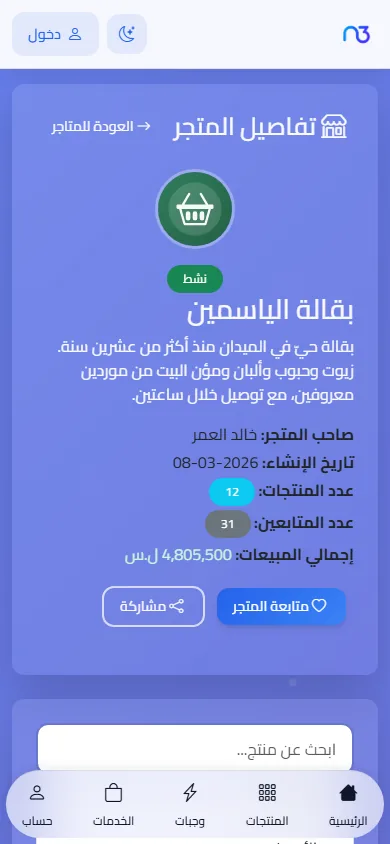 دخول
تفاصيل المتجر
العودة للمتاجر
نشط
بقالة الياسمين
بقالة حيّ في الميدان منذ أكثر من عشرين سنة.
زيوت وحبوب وألبان ومؤن البيت من موردين
معروفين، مع توصيل خلال ساعتين.
صاحب المتجر: خالد العمر
تاريخ الإنشاء: 2026-03-08
عدد المنتجات: 12
عدد المتابعين: 31
إجمالي المبيعات: 4,805,500 ل.س
متابعة المتجر
مشاركة
ابحث عن منتج...
الرئيسية
المنتجات
وجبات
الخدمات
حساب